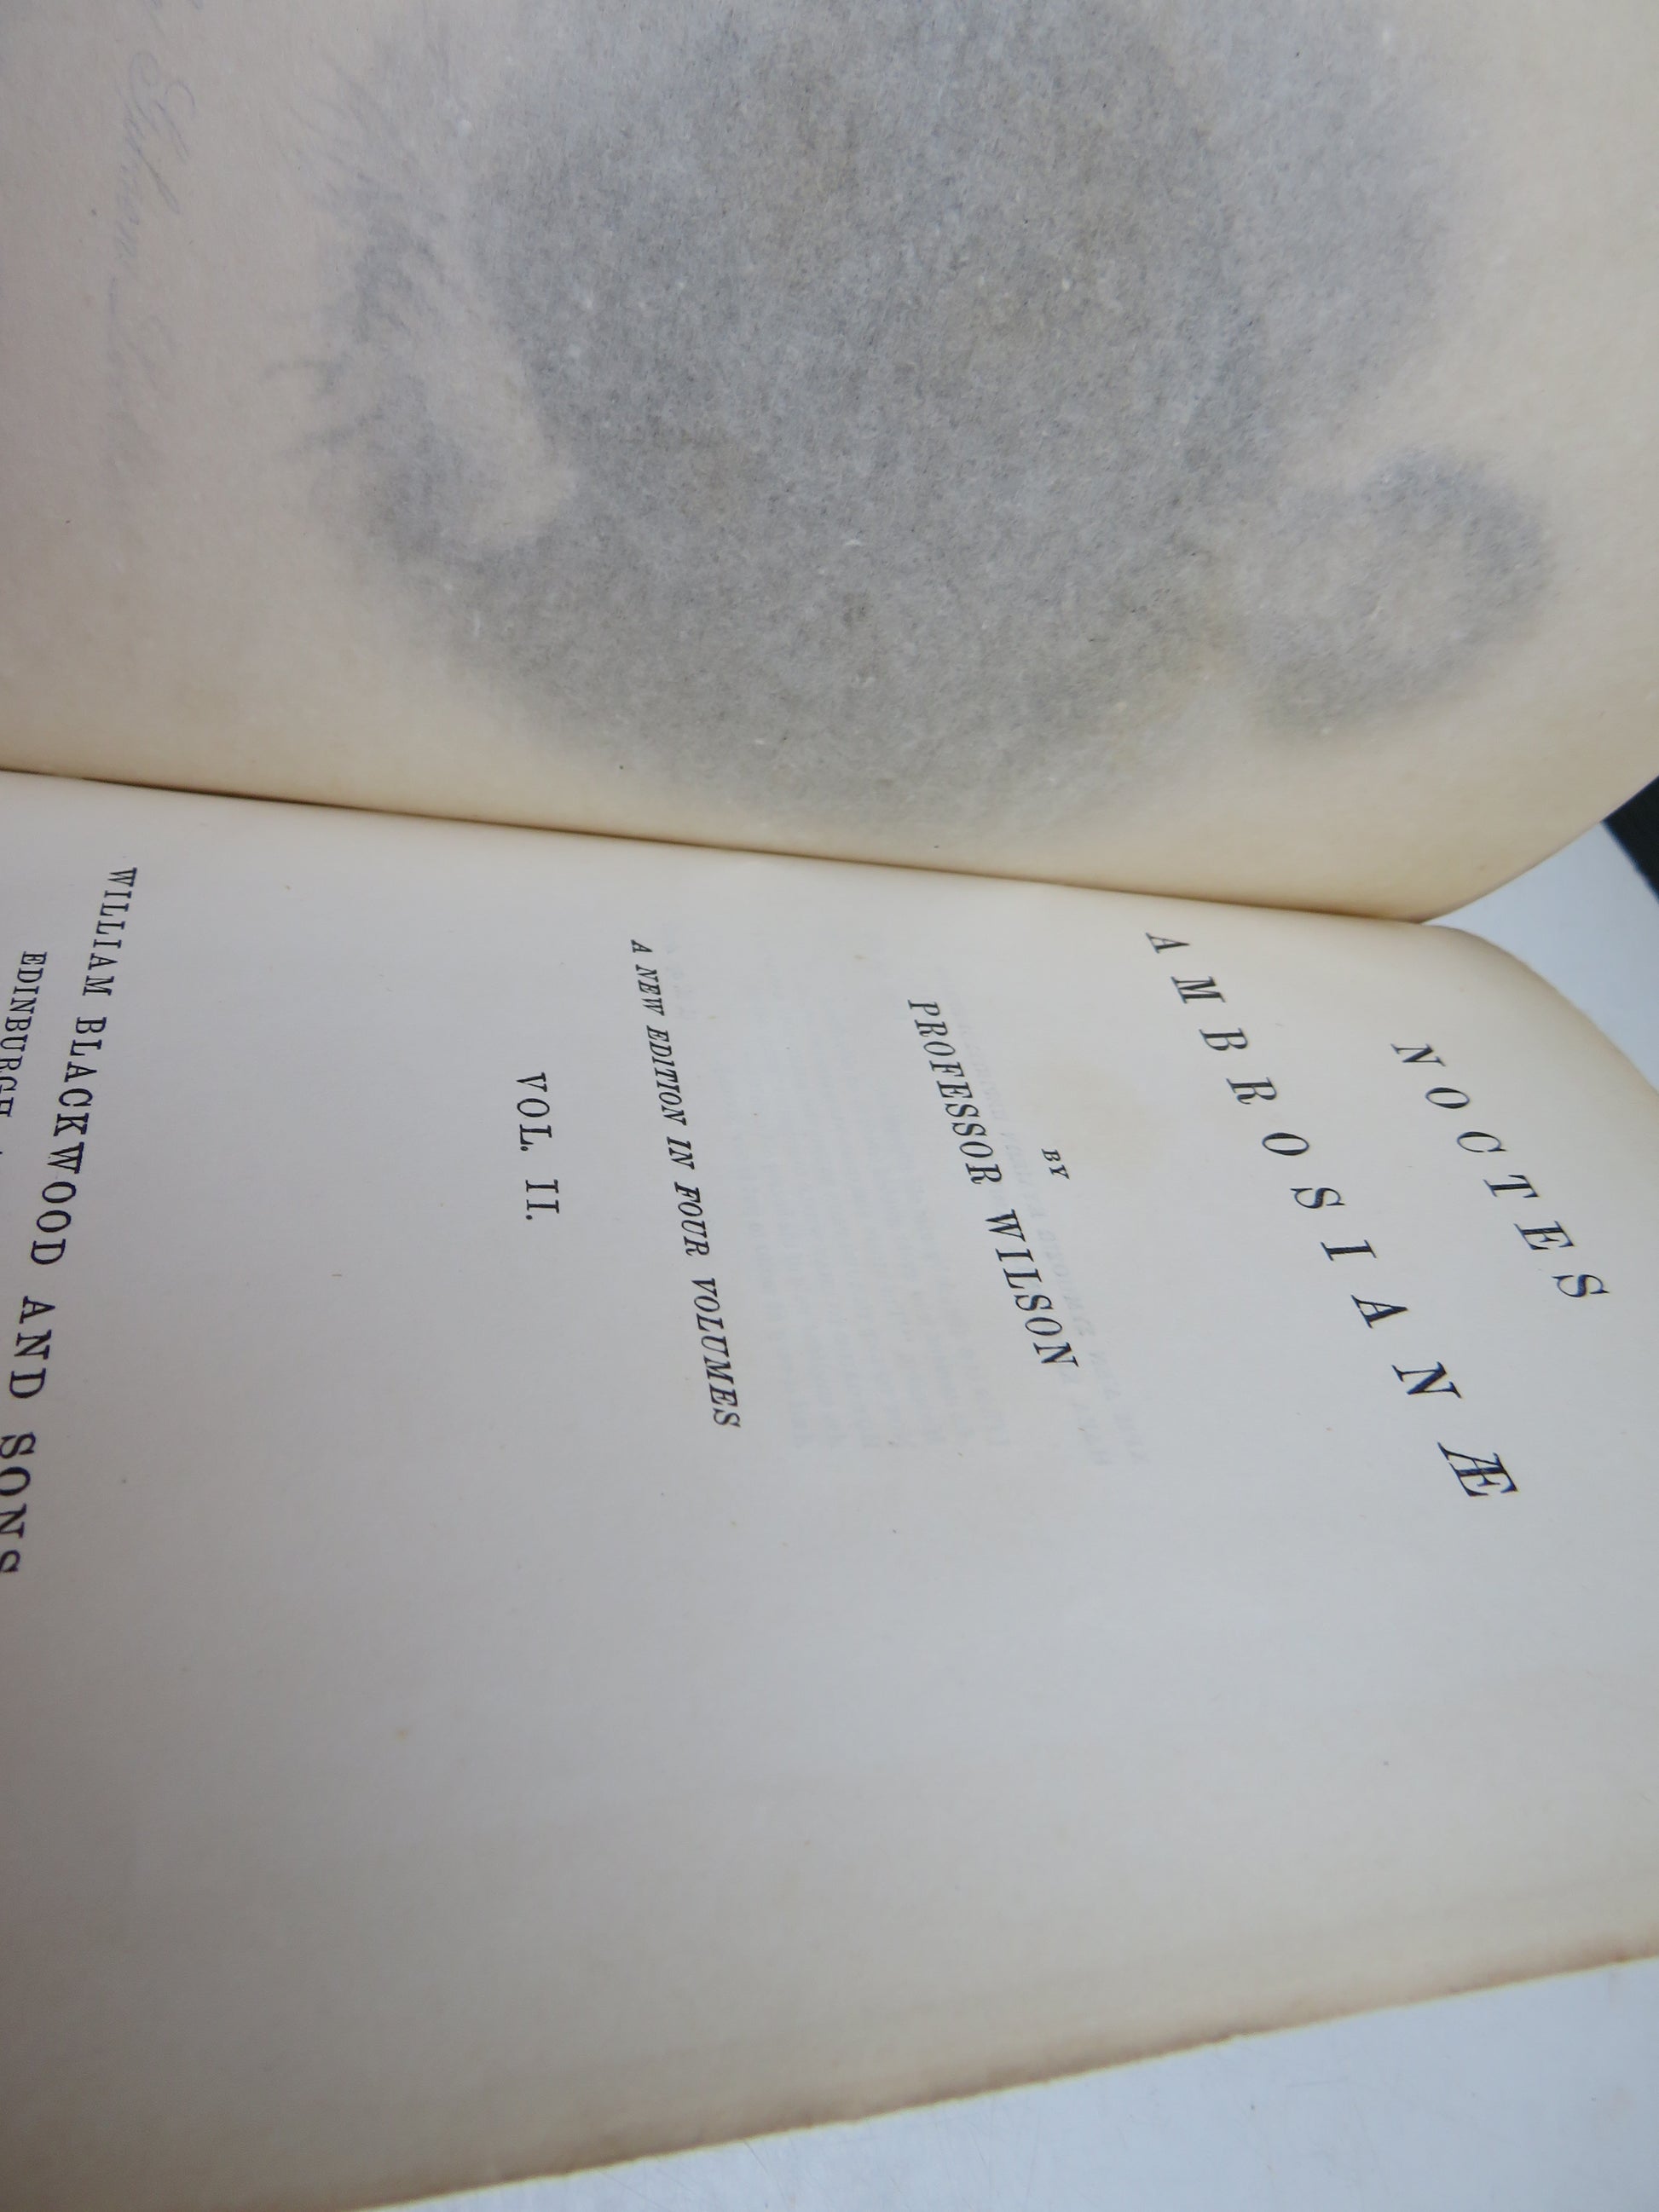 NOCTES
AMBROSIANÆ
BY
PROFESSOR WILSON
A NEW EDITION IN FOUR VOLUMES
VOL. II.
WILLIAM BLACKWOOD AND SONS
EDINBURGH